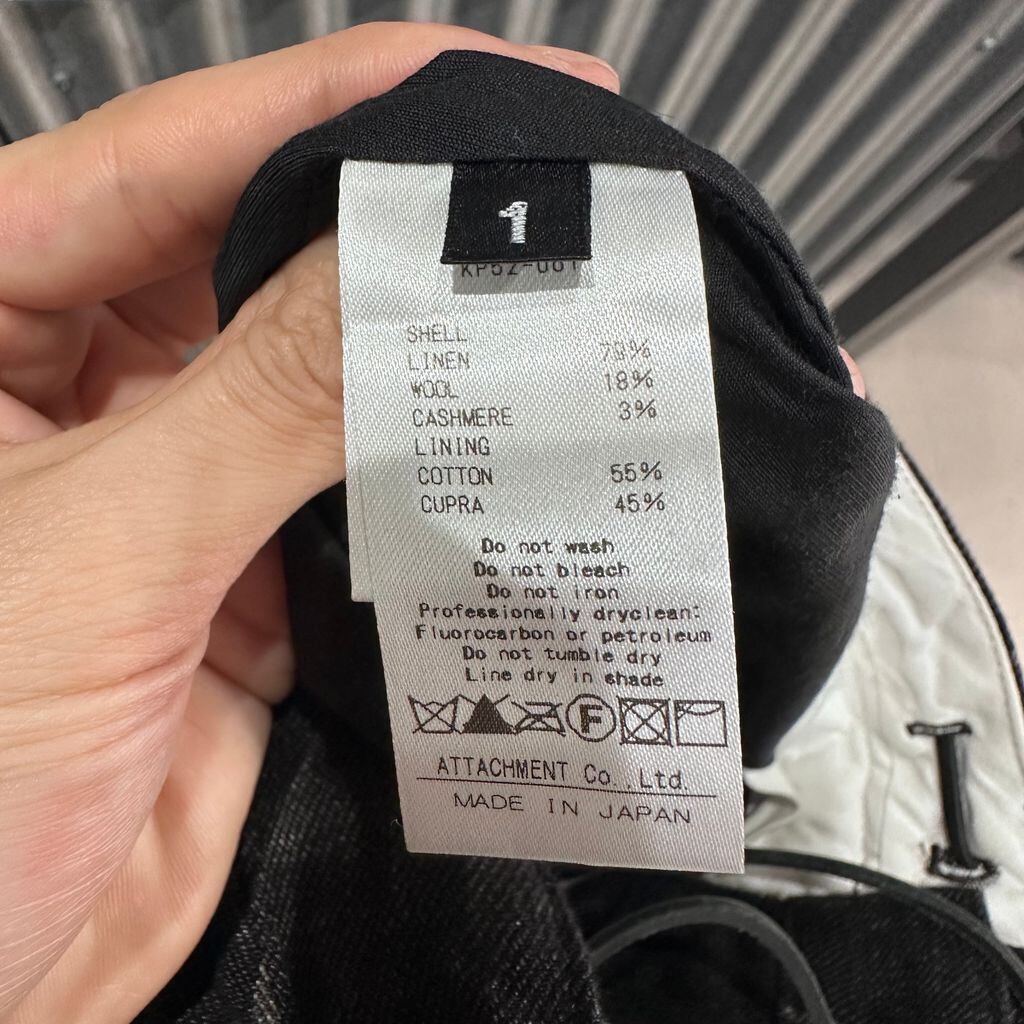 1
SHELL
LINEN 79%
WOOL 18%
CASHMERE 3%
LINING
COTTON 55%
CUPRA 45%
Do not wash
Do not bleach
Do not iron
Professionally dryclean:
Fluorocarbon or petroleum
Do not tumble dry
Line dry in shade
F
ATTACHMENT Co.,Ltd.
MADE IN JAPAN